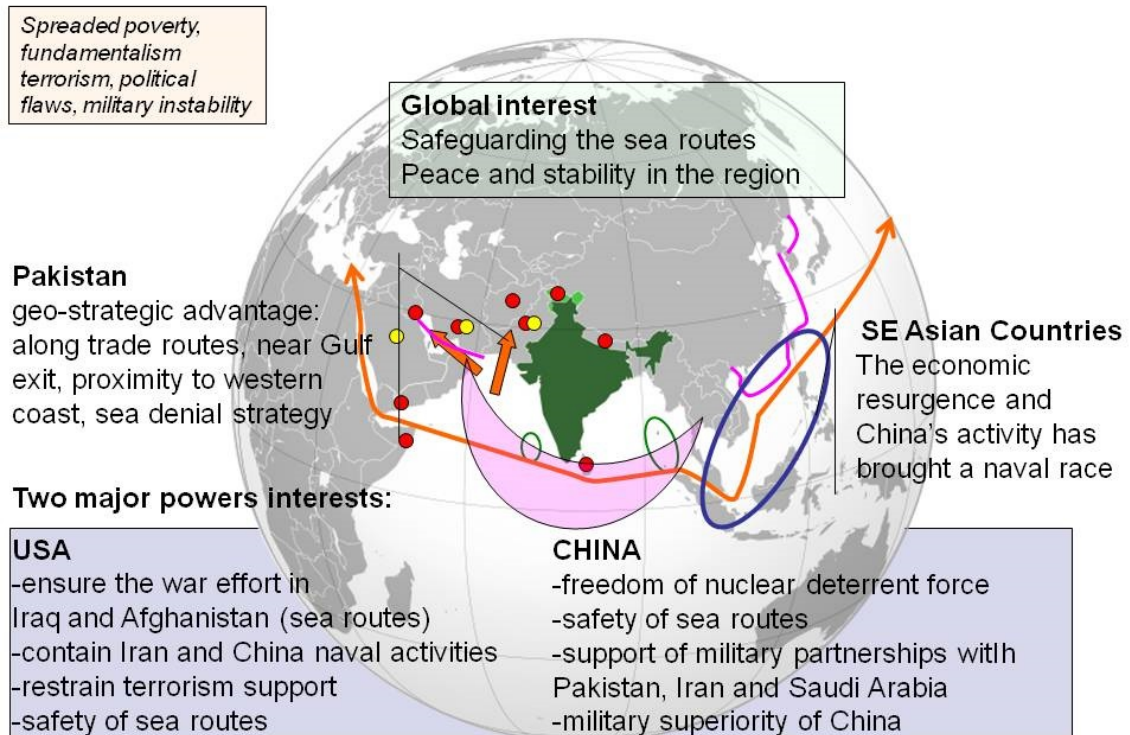 Spreaded poverty,
fundamentalism
terrorism, political
flaws, military instability
Global interest
Safeguarding the sea routes
Peace and stability in the region
Pakistan
geo-strategic advantage:
along trade routes, near Gulf
exit, proximity to western
coast, sea denial strategy
SE Asian Countries
The economic
resurgence and
China's activity has
brought a naval race
Two major powers interests:
USA
-ensure the war effort in
Iraq and Afghanistan (sea routes)
-contain Iran and China naval activities
-restrain terrorism support
-safety of sea routes
CHINA
-freedom of nuclear deterrent force
-safety of sea routes
-support of military partnerships witlh
Pakistan, Iran and Saudi Arabia
-military superiority of China